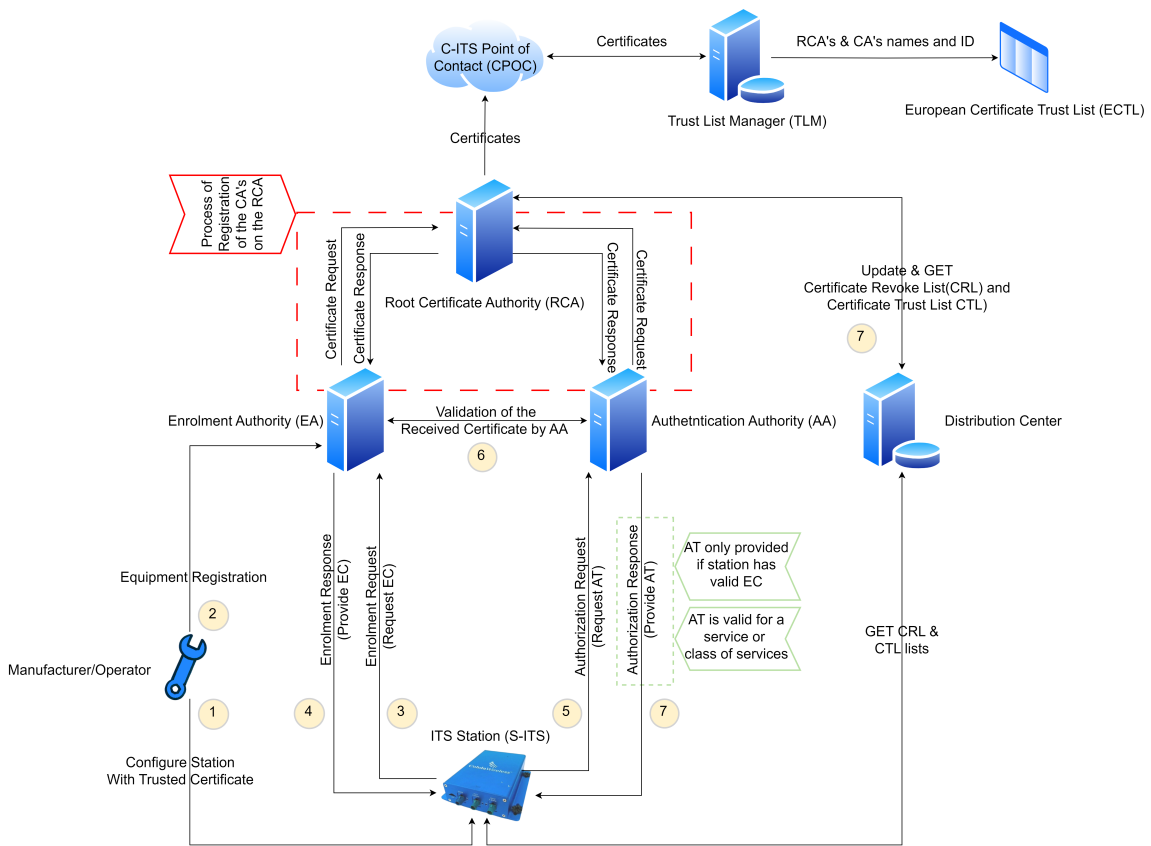 C-ITS Point of
Contact (CPOC)
Certificates
RCA's & CA's names and ID
Trust List Manager (TLM)
European Certificate Trust List (ECTL)
Certificates
Process of
Registration
of the CA's
on the RCA
Certificate Request
Certificate Response
Certificate Response
Certificate Request
Root Certificate Authority (RCA)
Update & GET
Certificate Revoke List(CRL) and
Certificate Trust List CTL)
7
Enrolment Authority (EA)
Validation of the
Received Certificate by AA
6
Authetntication Authority (AA)
Distribution Center
Equipment Registration
2
Manufacturer/Operator
1
Configure Station
With Trusted Certificate
Enrolment Response
(Provide EC)
4
Enrolment Request
(Request EC)
3
Authorization Request
(Request AT)
5
Authorization Response
(Provide AT)
7
AT only provided
if station has
valid EC
AT is valid for a
service or
class of services
GET CRL &
CTL lists
ITS Station (S-ITS)